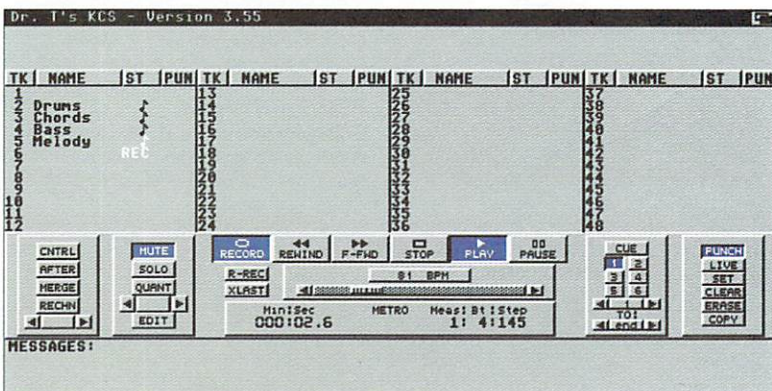 Dr. T's KCS - Version 3.55
TK NAME ST PUN TK NAME ST PUN TK NAME ST PUN TK NAME ST PUN
1 13 25 37
2 Drums 14 26 38
3 Chords 15 27 39
4 Bass 16 28 40
5 Melody 17 29 41
6 REC 18 30 42
7 19 31 43
8 20 32 44
9 21 33 45
10 22 34 46
11 23 35 47
12 24 36 48
CNTRL MUTE RECORD REWIND F-FWD STOP PLAY PAUSE CUE PUNCH
AFTER SOLO R-REC 81 BPM 1 2 LIVE
MERGE QUANT XLAST 3 4 SET
RECHN 5 6 CLEAR
EDIT Min:Sec METRO Meas: Bt :Step 1 ERASE
000:02.6 1: 4:145 TO: COPY
end
MESSAGES: